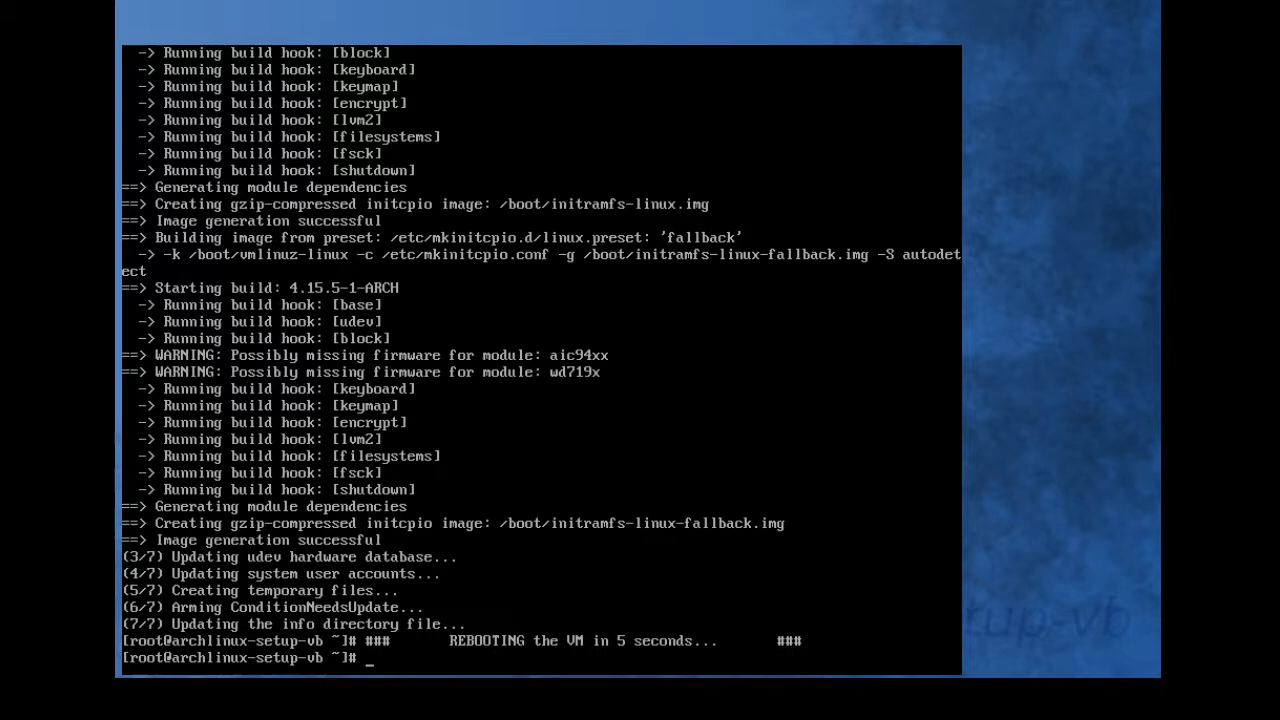 -> Running build hook: [block]
-> Running build hook: [keyboard]
-> Running build hook: [keymap]
-> Running build hook: [encrypt]
-> Running build hook: [lvm2]
-> Running build hook: [filesystems]
-> Running build hook: [fsck]
-> Running build hook: [shutdown]
==> Generating module dependencies
==> Creating gzip-compressed initcpio image: /boot/initramfs-linux.img
==> Image generation successful
==> Building image from preset: /etc/mkinitcpio.d/linux.preset: 'fallback'
-> -k /boot/vmlinuz-linux -c /etc/mkinitcpio.conf -g /boot/initramfs-linux-fallback.img -S autodet
ect
==> Starting build: 4.15.5-1-ARCH
-> Running build hook: [base]
-> Running build hook: [udev]
-> Running build hook: [block]
==> WARNING: Possibly missing firmware for module: aic94xx
==> WARNING: Possibly missing firmware for module: wd719x
-> Running build hook: [keyboard]
-> Running build hook: [keymap]
-> Running build hook: [encrypt]
-> Running build hook: [lvm2]
-> Running build hook: [filesystems]
-> Running build hook: [fsck]
-> Running build hook: [shutdown]
==> Generating module dependencies
==> Creating gzip-compressed initcpio image: /boot/initramfs-linux-fallback.img
==> Image generation successful
(3/7) Updating udev hardware database...
(4/7) Updating system user accounts...
(5/7) Creating temporary files...
(6/7) Arming ConditionNeedsUpdate...
(7/7) Updating the info directory file...
[root@archlinux-setup-vb ~]# ### REBOOTING the VM in 5 seconds... ###
[root@archlinux-setup-vb ~]# _
tup-vb